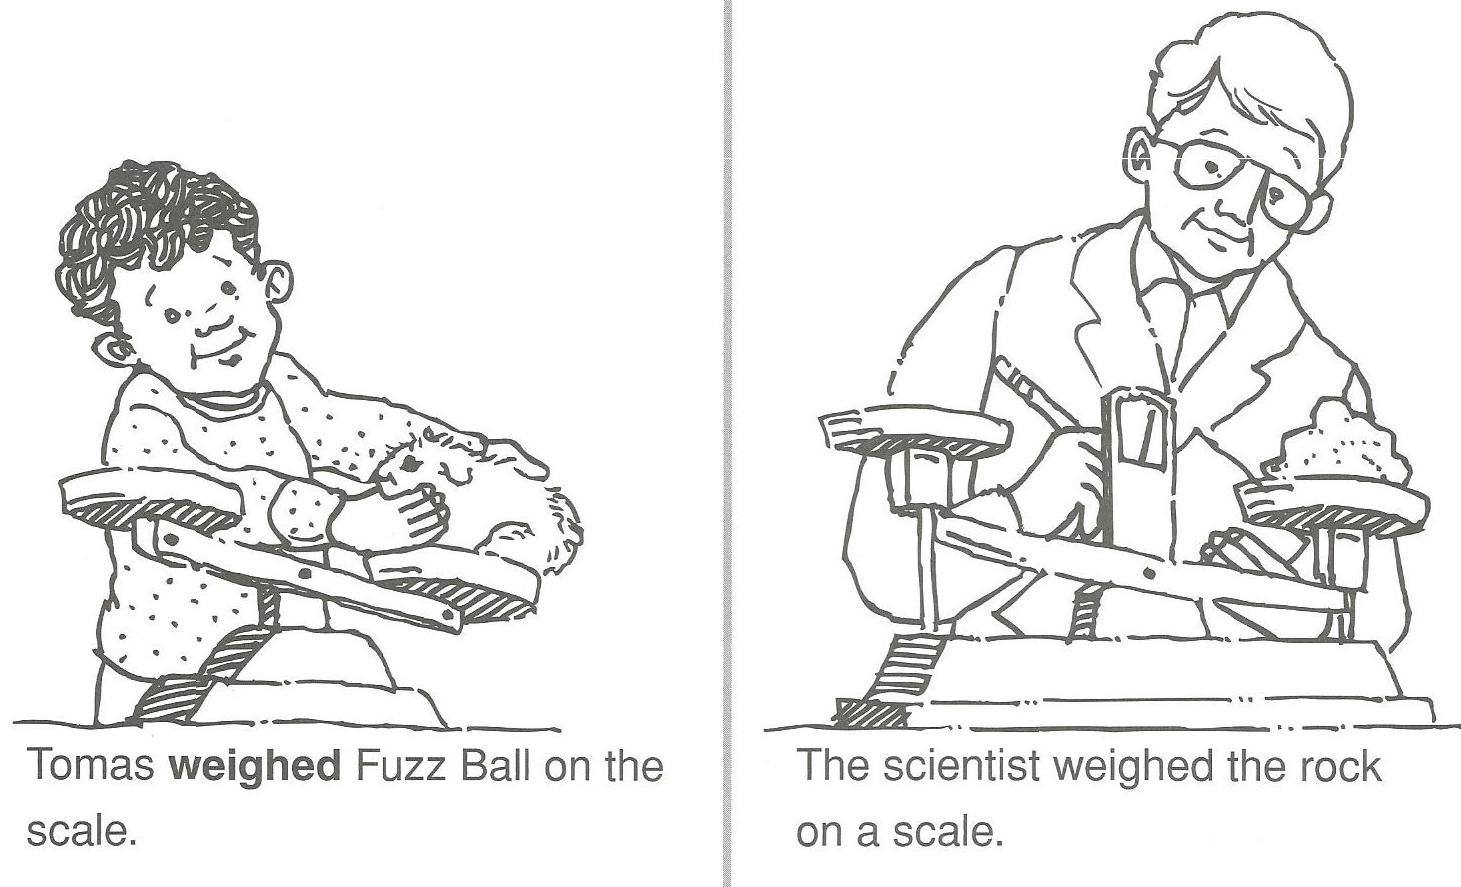 Tomas weighed Fuzz Ball on the
scale.
The scientist weighed the rock
on a scale.